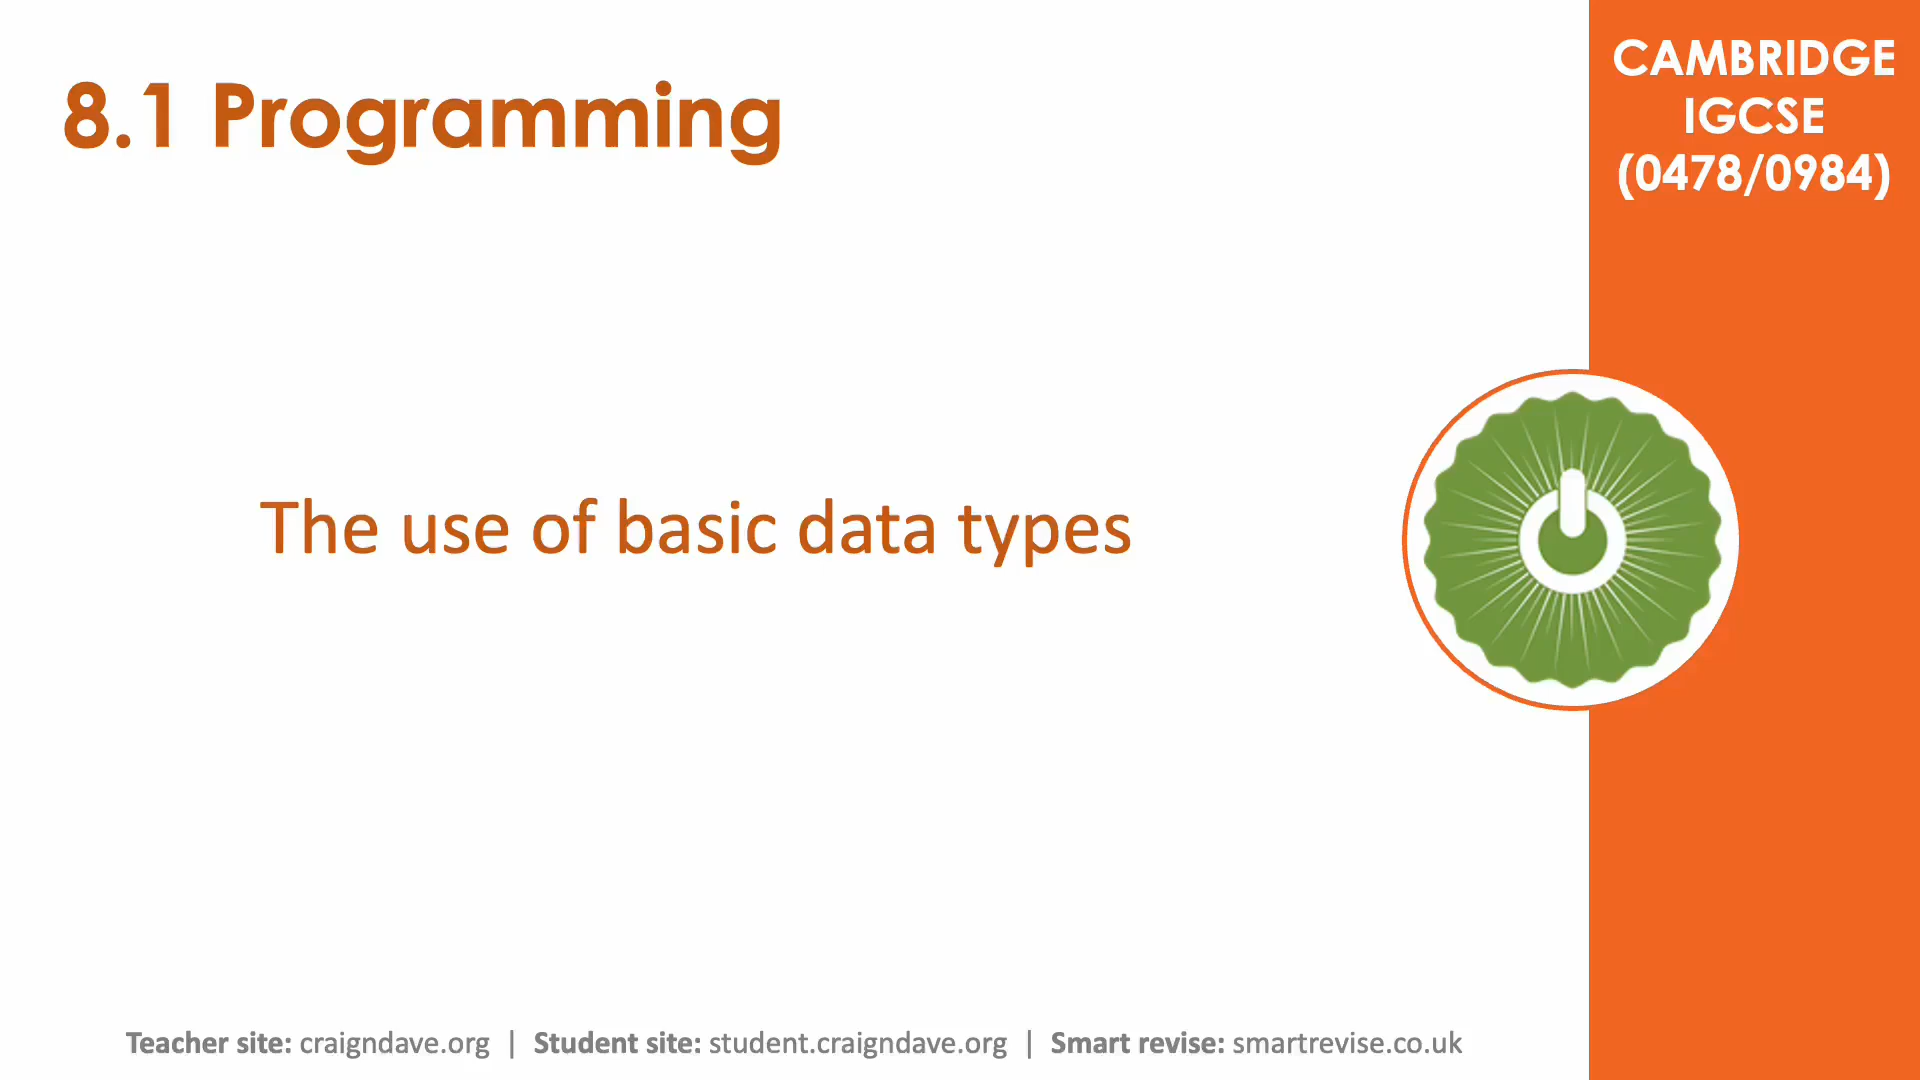 8.1 Programming
CAMBRIDGE
IGCSE
(0478/0984)
The use of basic data types
Teacher site: craigndave.org | Student site: student.craigndave.org | Smart revise: smartrevise.co.uk